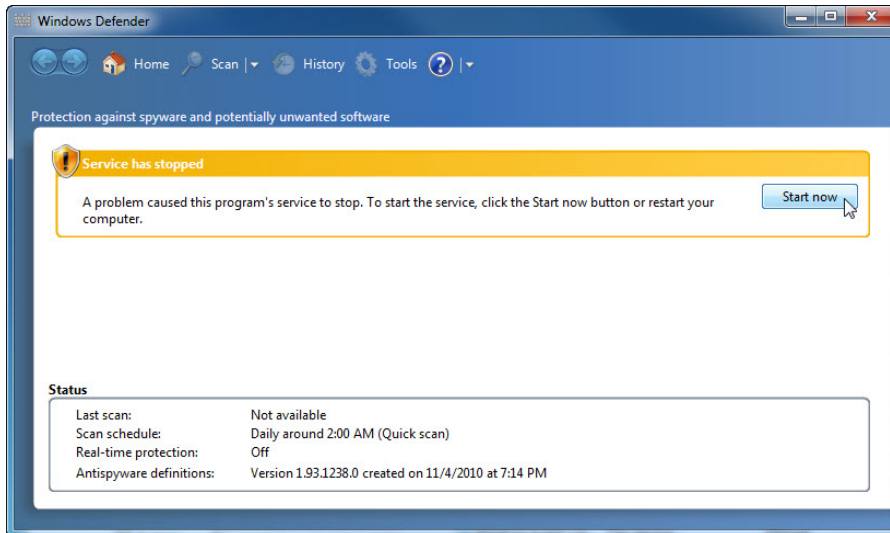 Windows Defender
Home Scan History Tools ?
Protection against spyware and potentially unwanted software
Service has stopped
A problem caused this program's service to stop. To start the service, click the Start now button or restart your
computer.
Start now
Status
Last scan: Not available
Scan schedule: Daily around 2:00 AM (Quick scan)
Real-time protection: Off
Antispyware definitions: Version 1.93.1238.0 created on 11/4/2010 at 7:14 PM